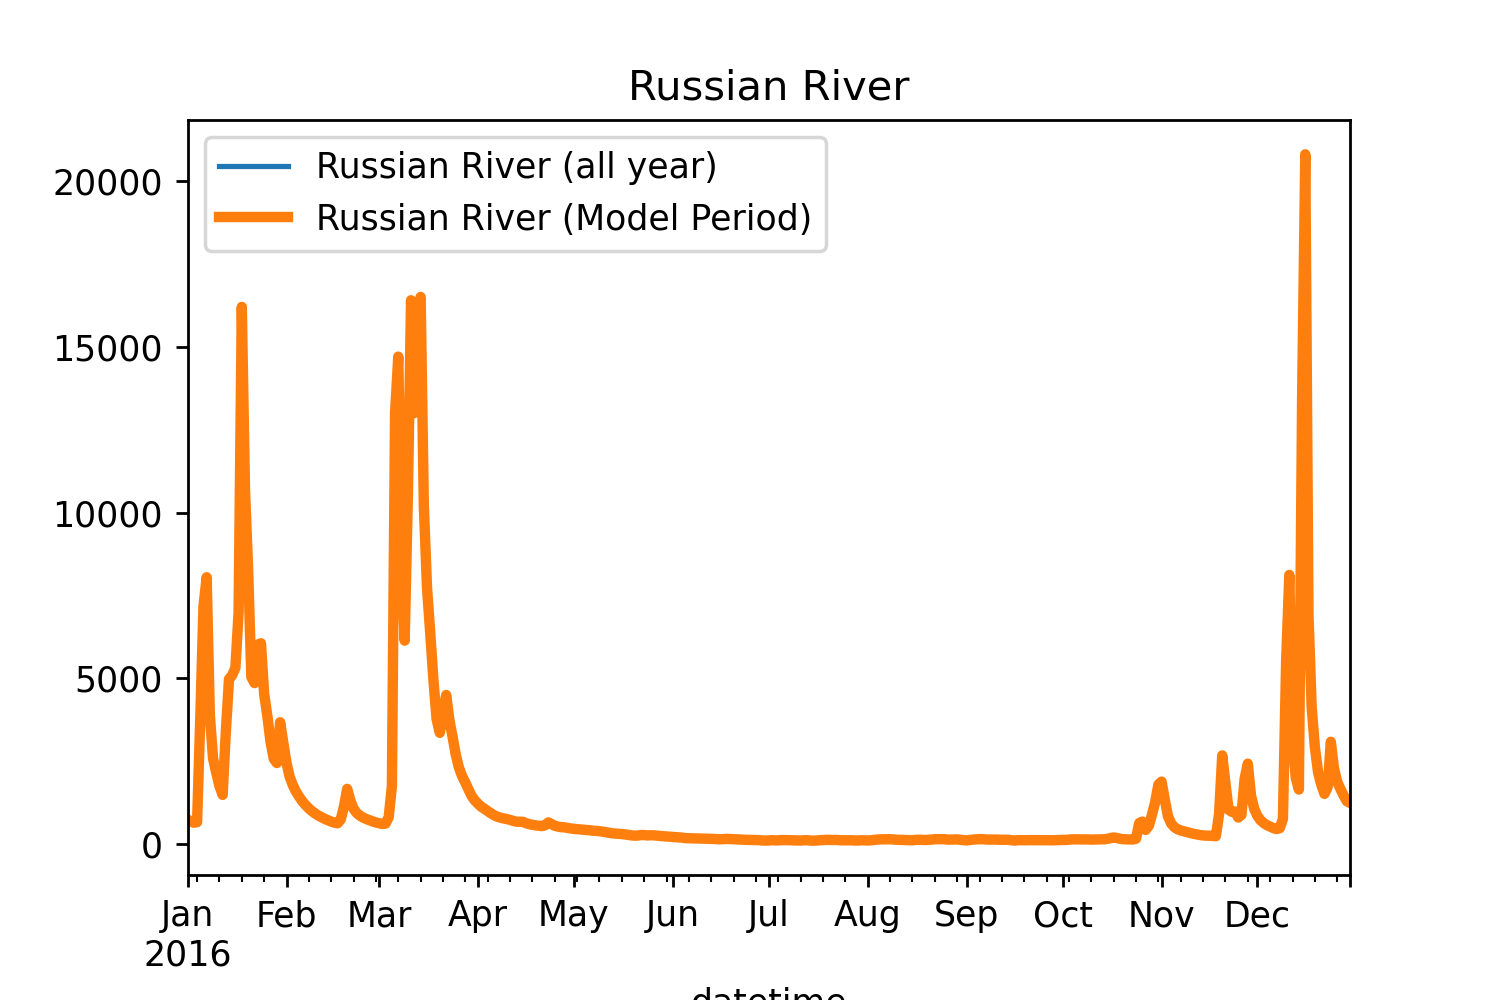 Russian River
Russian River (all year)
Russian River (Model Period)
20000
15000
10000
5000
0
Jan Feb Mar Apr May Jun Jul Aug Sep Oct Nov Dec
2016
datetime